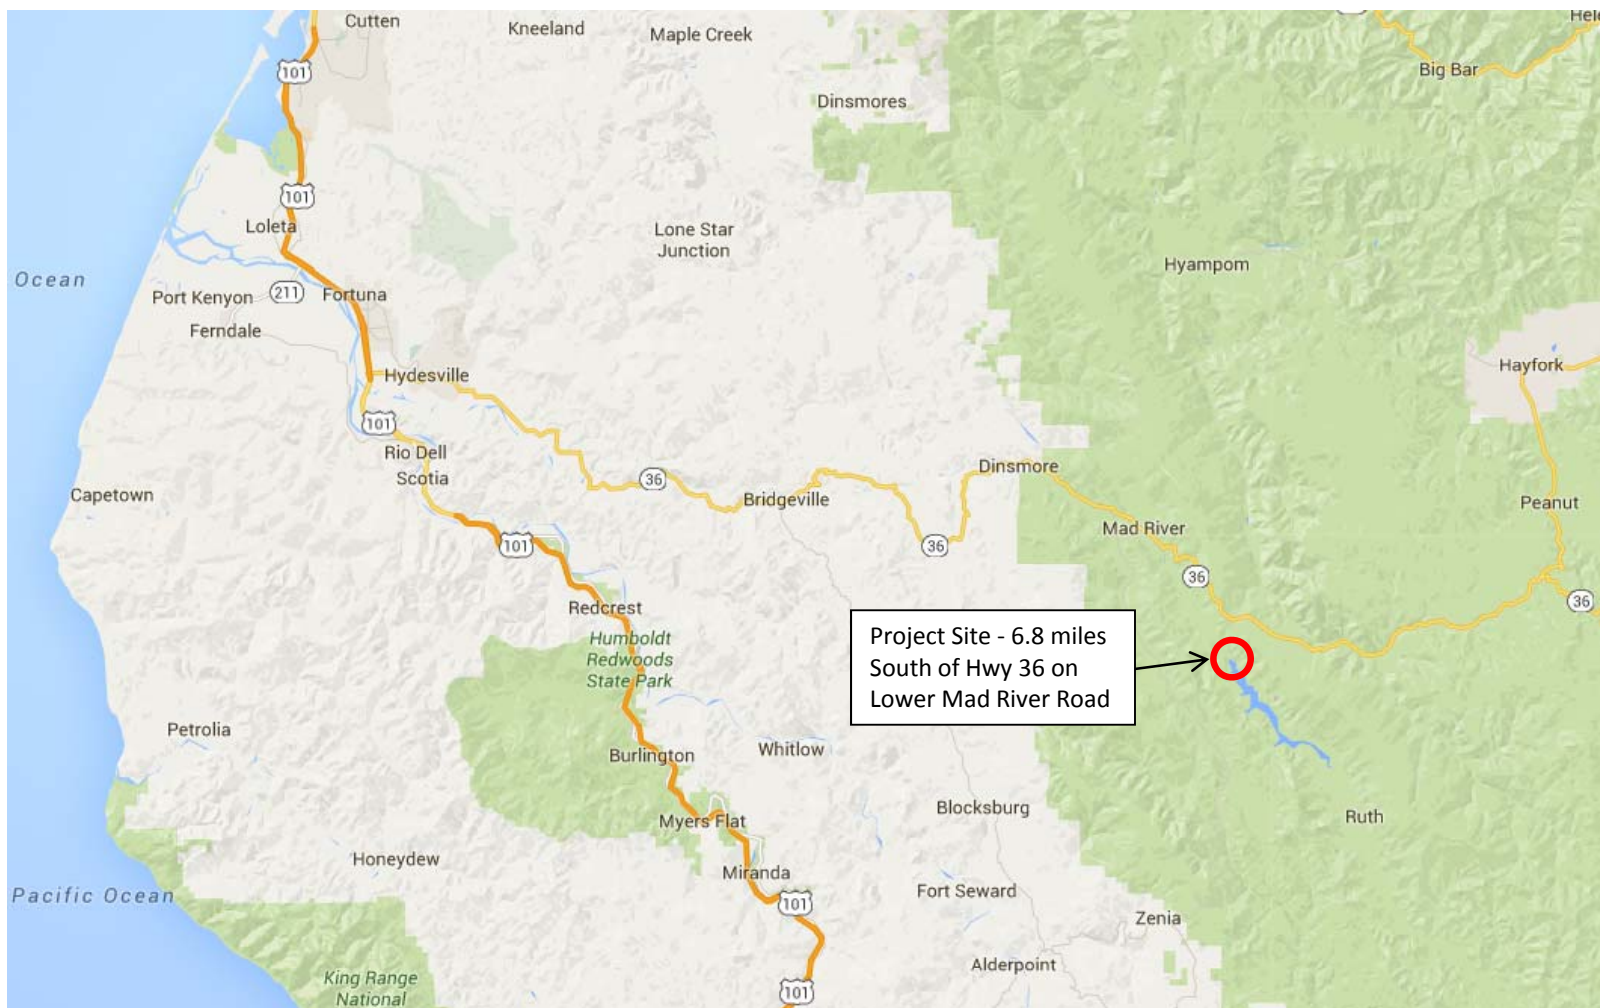 Cutten
Kneeland
Maple Creek
Hele
Big Bar
101
Dinsmores
101
Loleta
Lone Star
Junction
Hyampom
Ocean
Port Kenyon
211
Fortuna
Ferndale
Hayfork
Hydesville
101
Rio Dell
Scotia
36
Dinsmore
Capetown
Bridgeville
Peanut
Mad River
101
36
36
36
Redcrest
Humboldt
Redwoods
State Park
Project Site - 6.8 miles
South of Hwy 36 on
Lower Mad River Road
Petrolia
Burlington
Whitlow
Blocksburg
Ruth
Myers Flat
Honeydew
Miranda
Pacific Ocean
101
Fort Seward
Zenia
Alderpoint
King Range
National
101